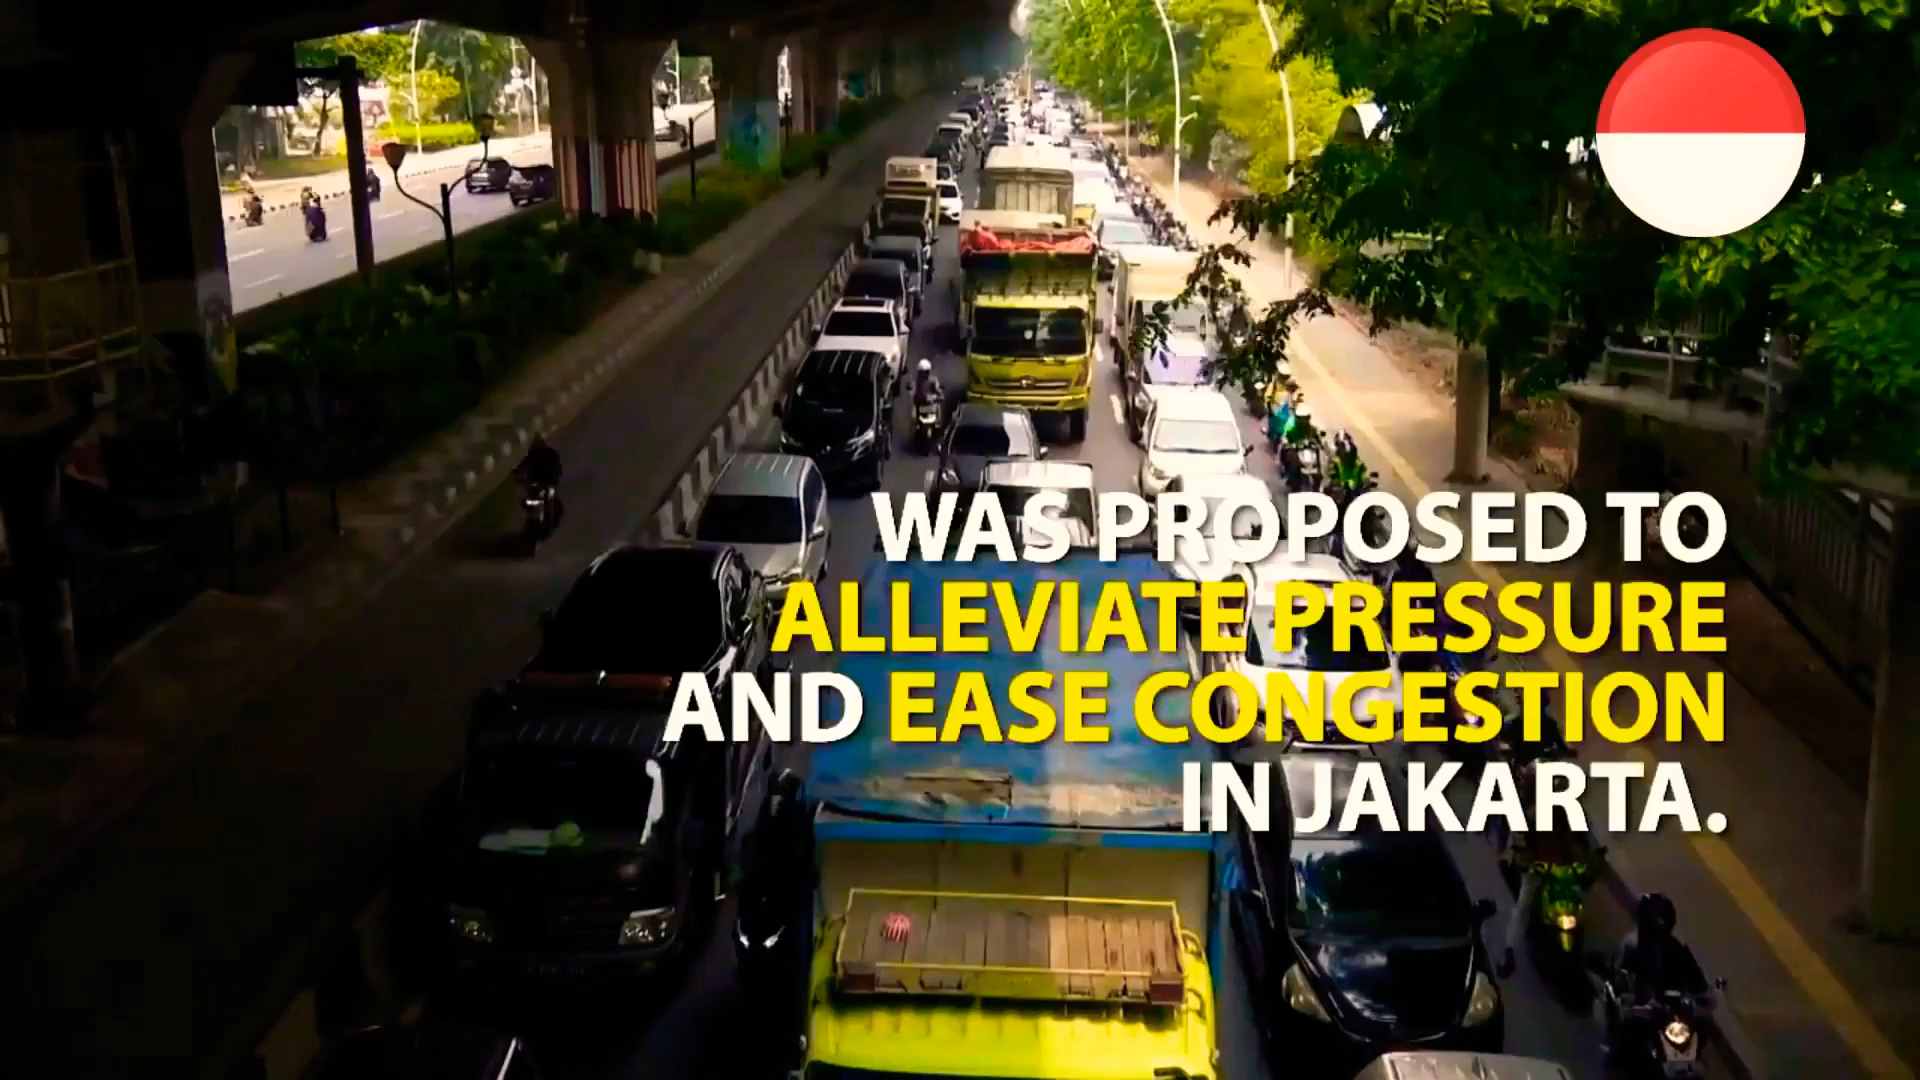 WAS PROPOSED TO
ALLEVIATE PRESSURE
AND EASE CONGESTION
IN JAKARTA.